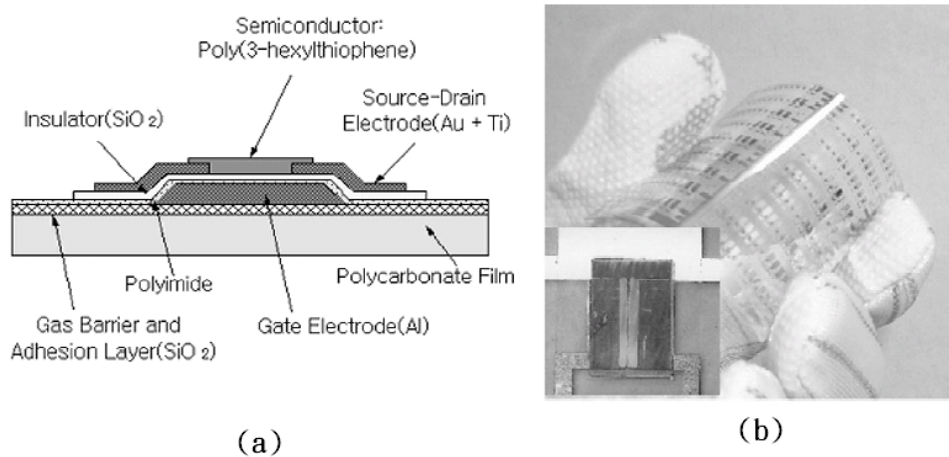 Semiconductor:
Poly(3-hexylthiophene)
Source-Drain
Electrode(Au + Ti)
Insulator(SiO₂)
Polyimide
Polycarbonate Film
Gas Barrier and
Adhesion Layer(SiO₂)
Gate Electrode(Al)
(a)
(b)